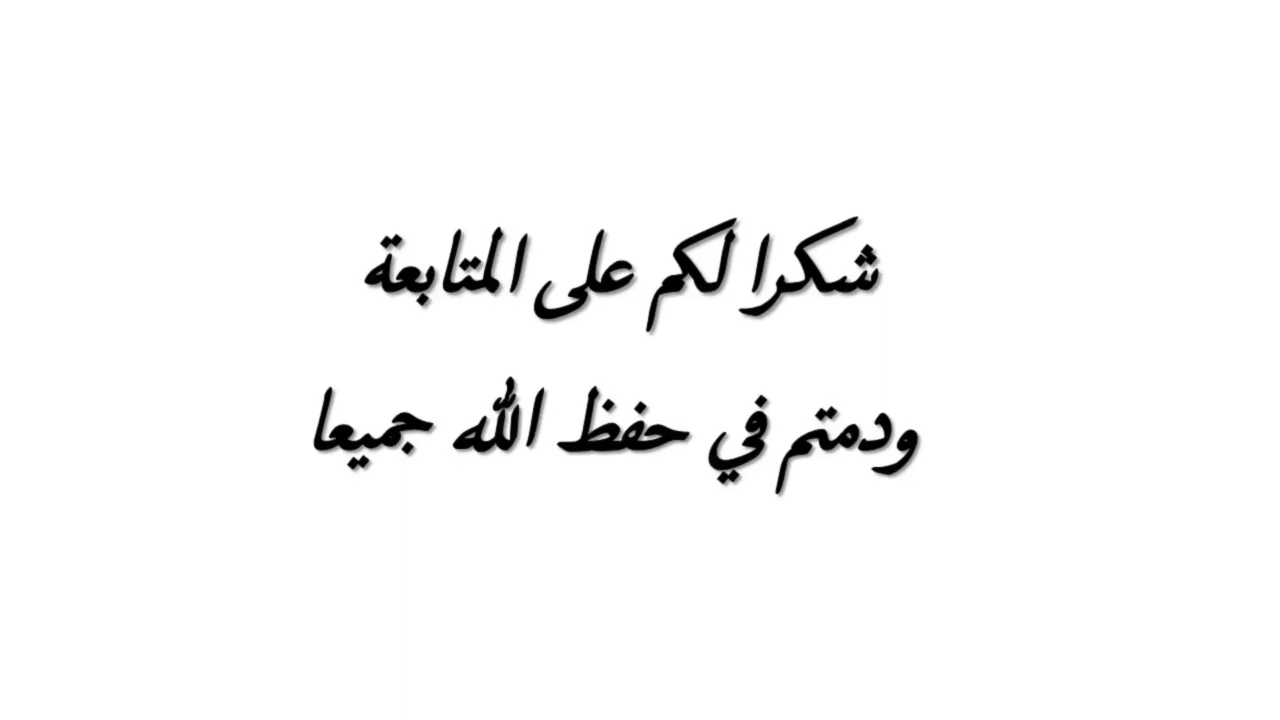 شكرا لكم على المتابعة
ودمتم في حفظ الله جميعا